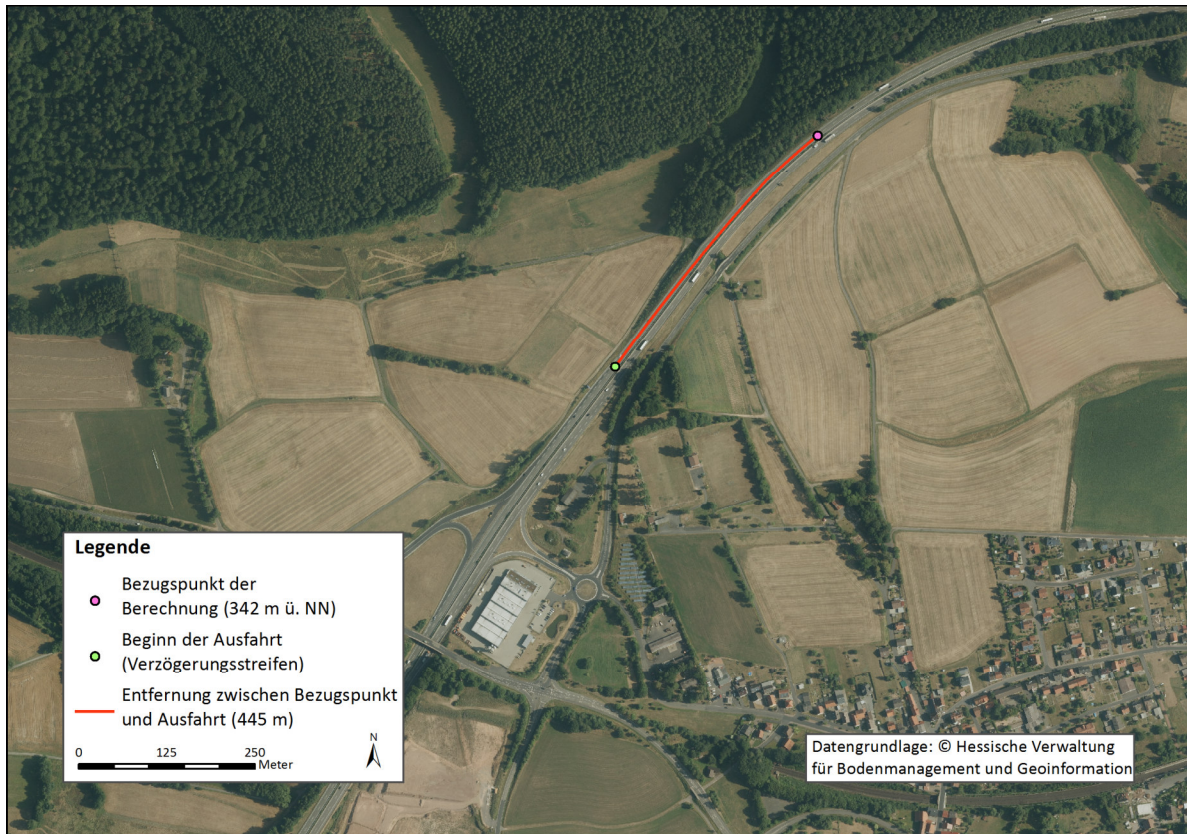 Legende
Bezugspunkt der
Berechnung (342 m ü. NN)
Beginn der Ausfahrt
(Verzögerungsstreifen)
Entfernung zwischen Bezugspunkt
und Ausfahrt (445 m)
0 125 250
Meter
N
Datengrundlage: © Hessische Verwaltung
für Bodenmanagement und Geoinformation